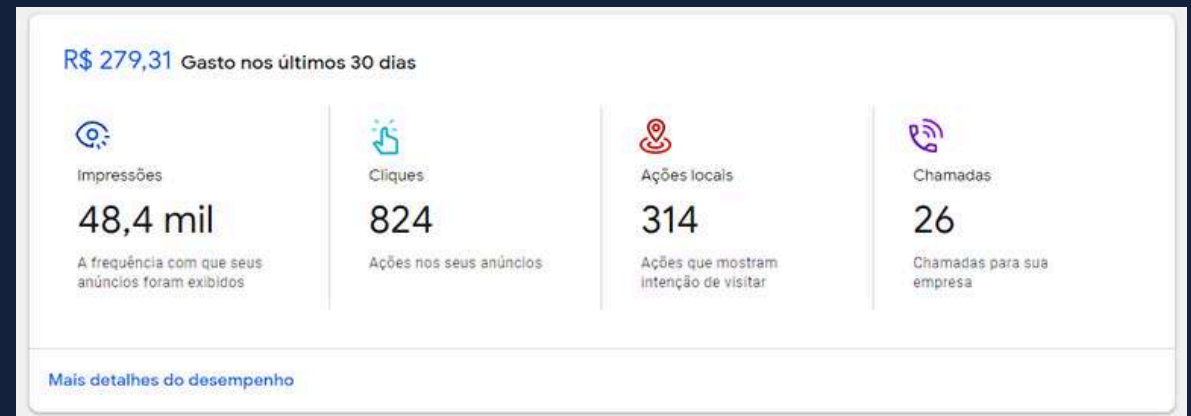 R$ 279,31 Gasto nos últimos 30 dias
Impressões
48,4 mil
A frequência com que seus
anúncios foram exibidos
Cliques
824
Ações nos seus anúncios
Ações locais
314
Ações que mostram
intenção de visitar
Chamadas
26
Chamadas para sua
empresa
Mais detalhes do desempenho